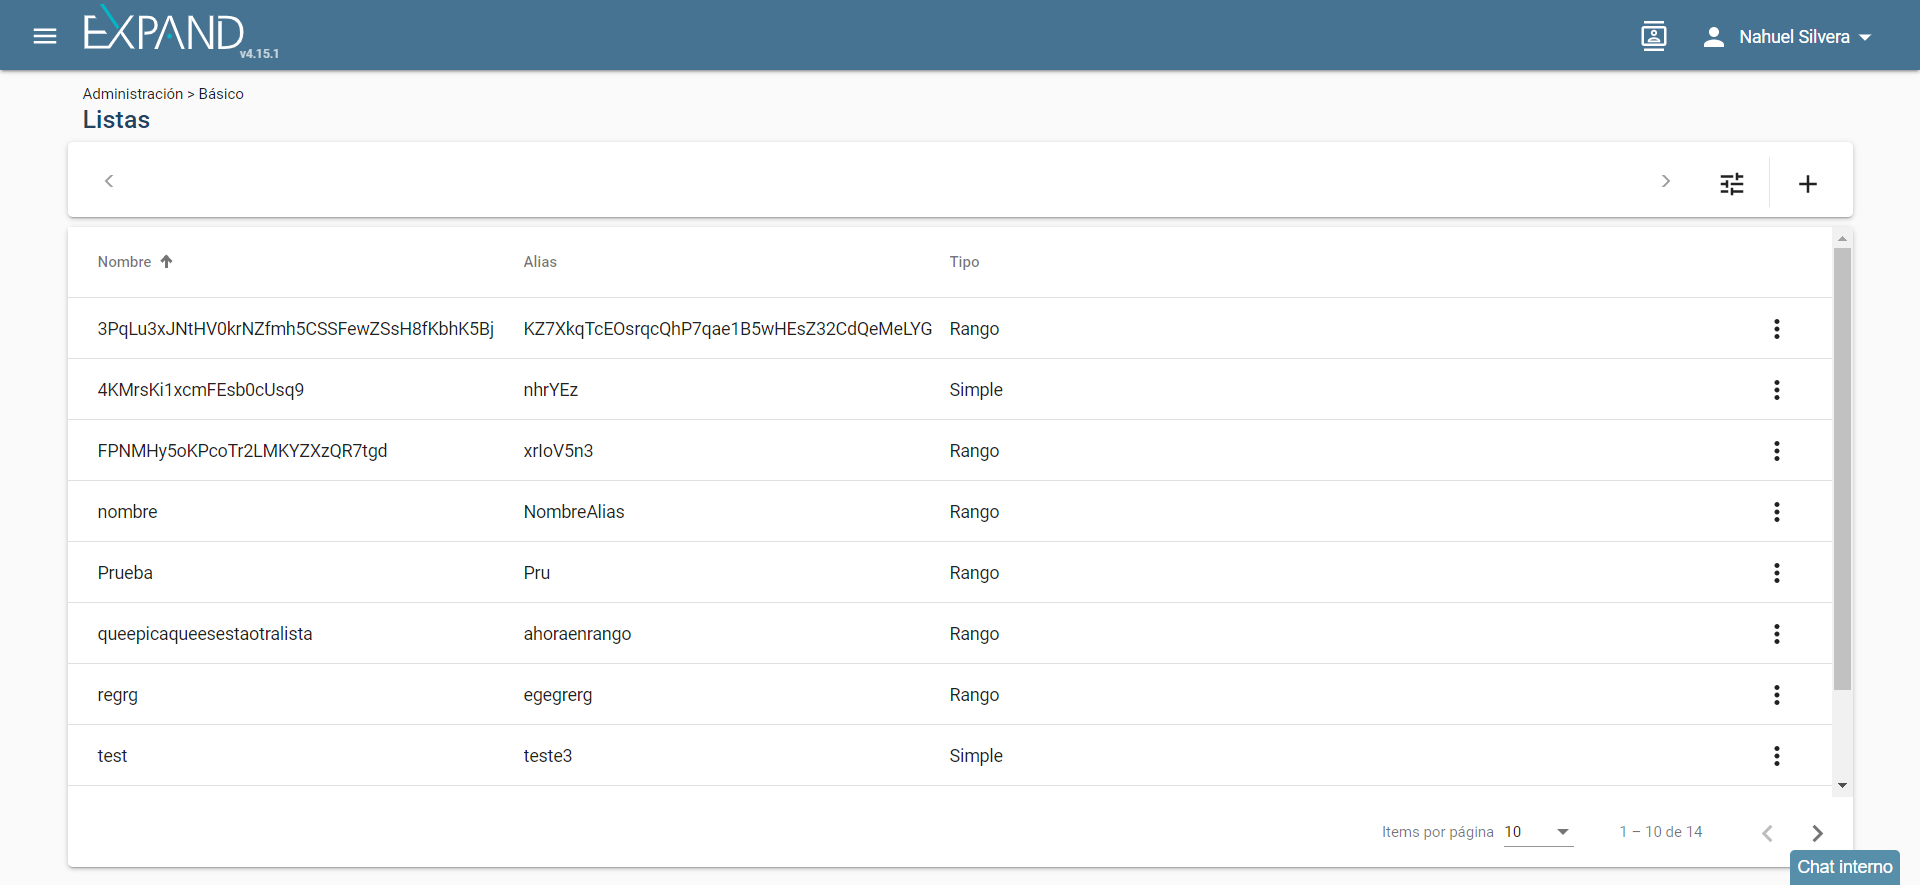 EXPAND
v4.15.1
Nahuel Silvera
Administración > Básico
Listas
Nombre Alias Tipo
3PqLu3xJNtHV0krNZfmh5CSSFewZSsH8fKbhK5Bj KZ7XkqTcEOsrqcQhP7qae1B5wHEsZ32CdQeMeLYG Rango
4KMrsKi1xcmFEsb0cUsq9 nhrYEz Simple
FPNMHy5oKPcoTr2LMKYZXzQR7tgd xrIoV5n3 Rango
nombre NombreAlias Rango
Prueba Pru Rango
queepicaqueesestaotralista ahoraenrango Rango
regrg egegrerg Rango
test teste3 Simple
Items por página 10 1 – 10 de 14
Chat interno